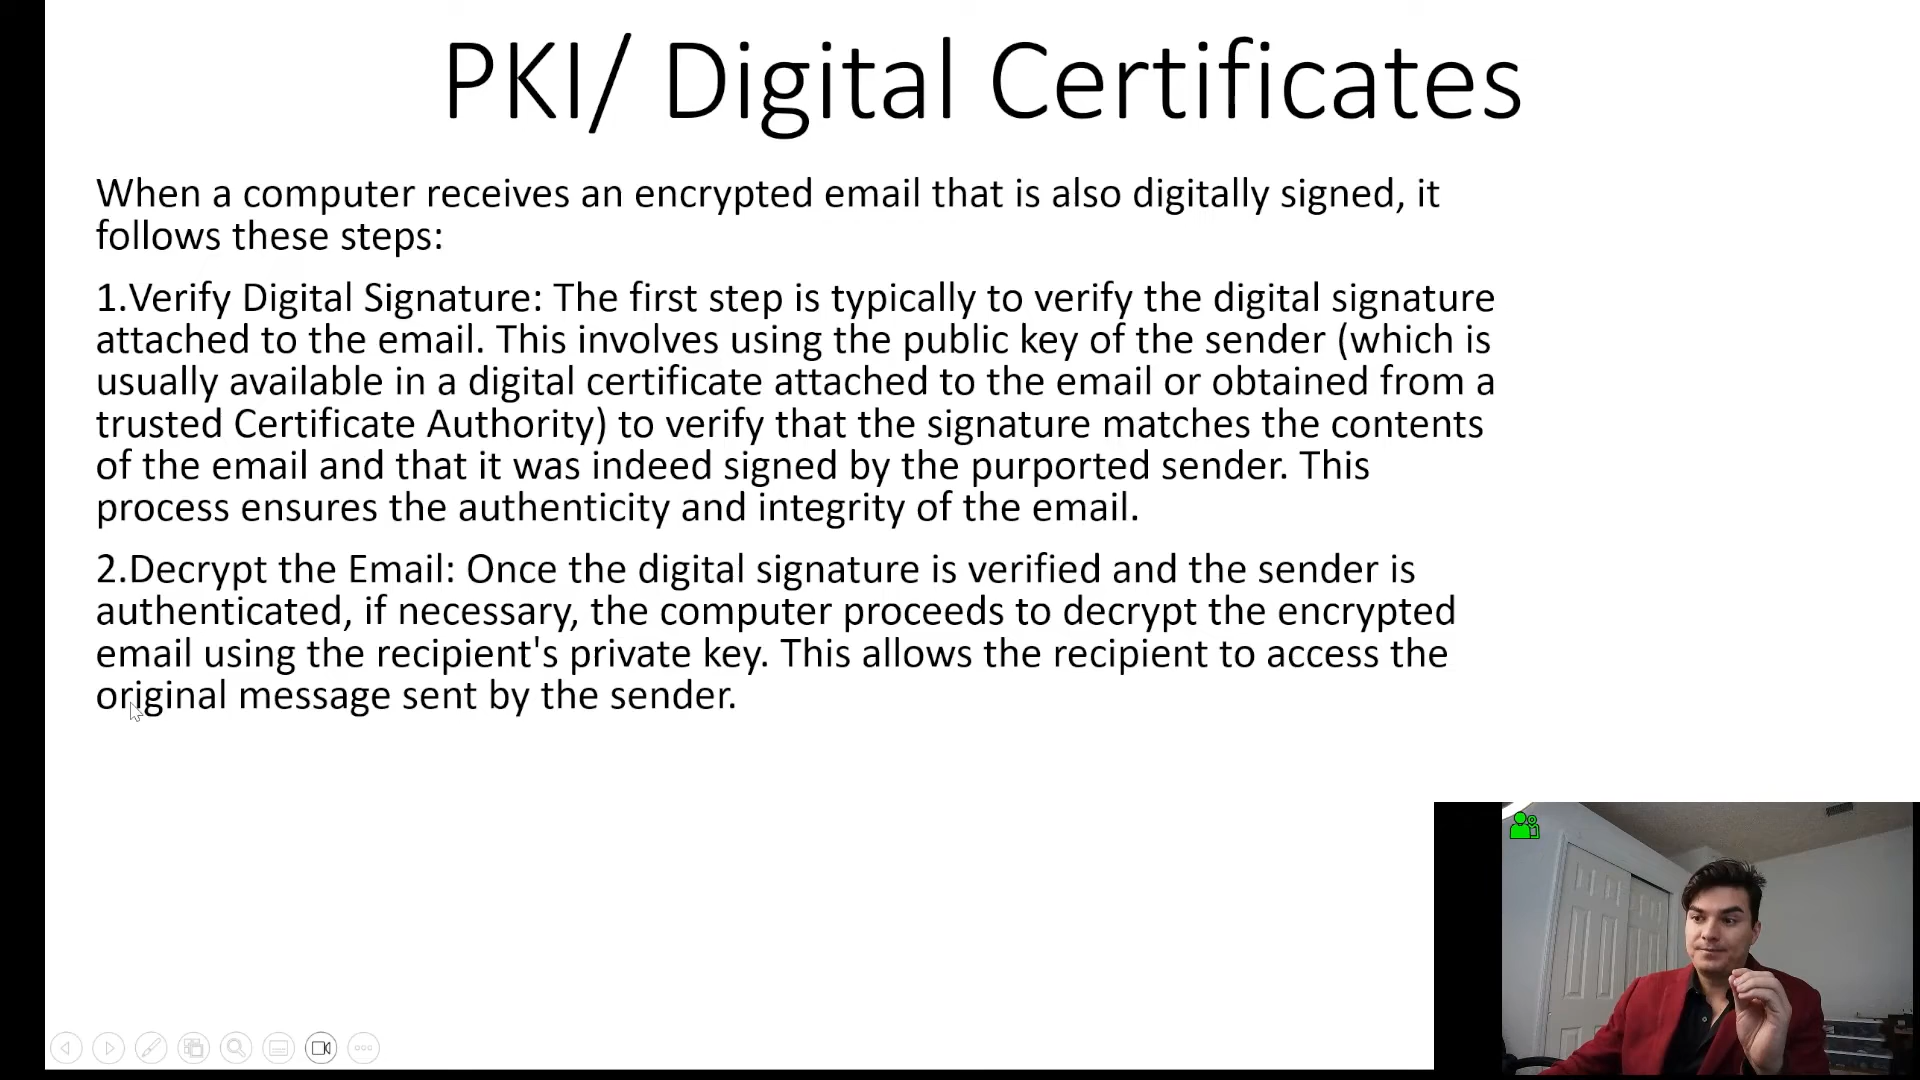 PKI/ Digital Certificates
When a computer receives an encrypted email that is also digitally signed, it
follows these steps:
1.Verify Digital Signature: The first step is typically to verify the digital signature
attached to the email. This involves using the public key of the sender (which is
usually available in a digital certificate attached to the email or obtained from a
trusted Certificate Authority) to verify that the signature matches the contents
of the email and that it was indeed signed by the purported sender. This
process ensures the authenticity and integrity of the email.
2.Decrypt the Email: Once the digital signature is verified and the sender is
authenticated, if necessary, the computer proceeds to decrypt the encrypted
email using the recipient's private key. This allows the recipient to access the
original message sent by the sender.